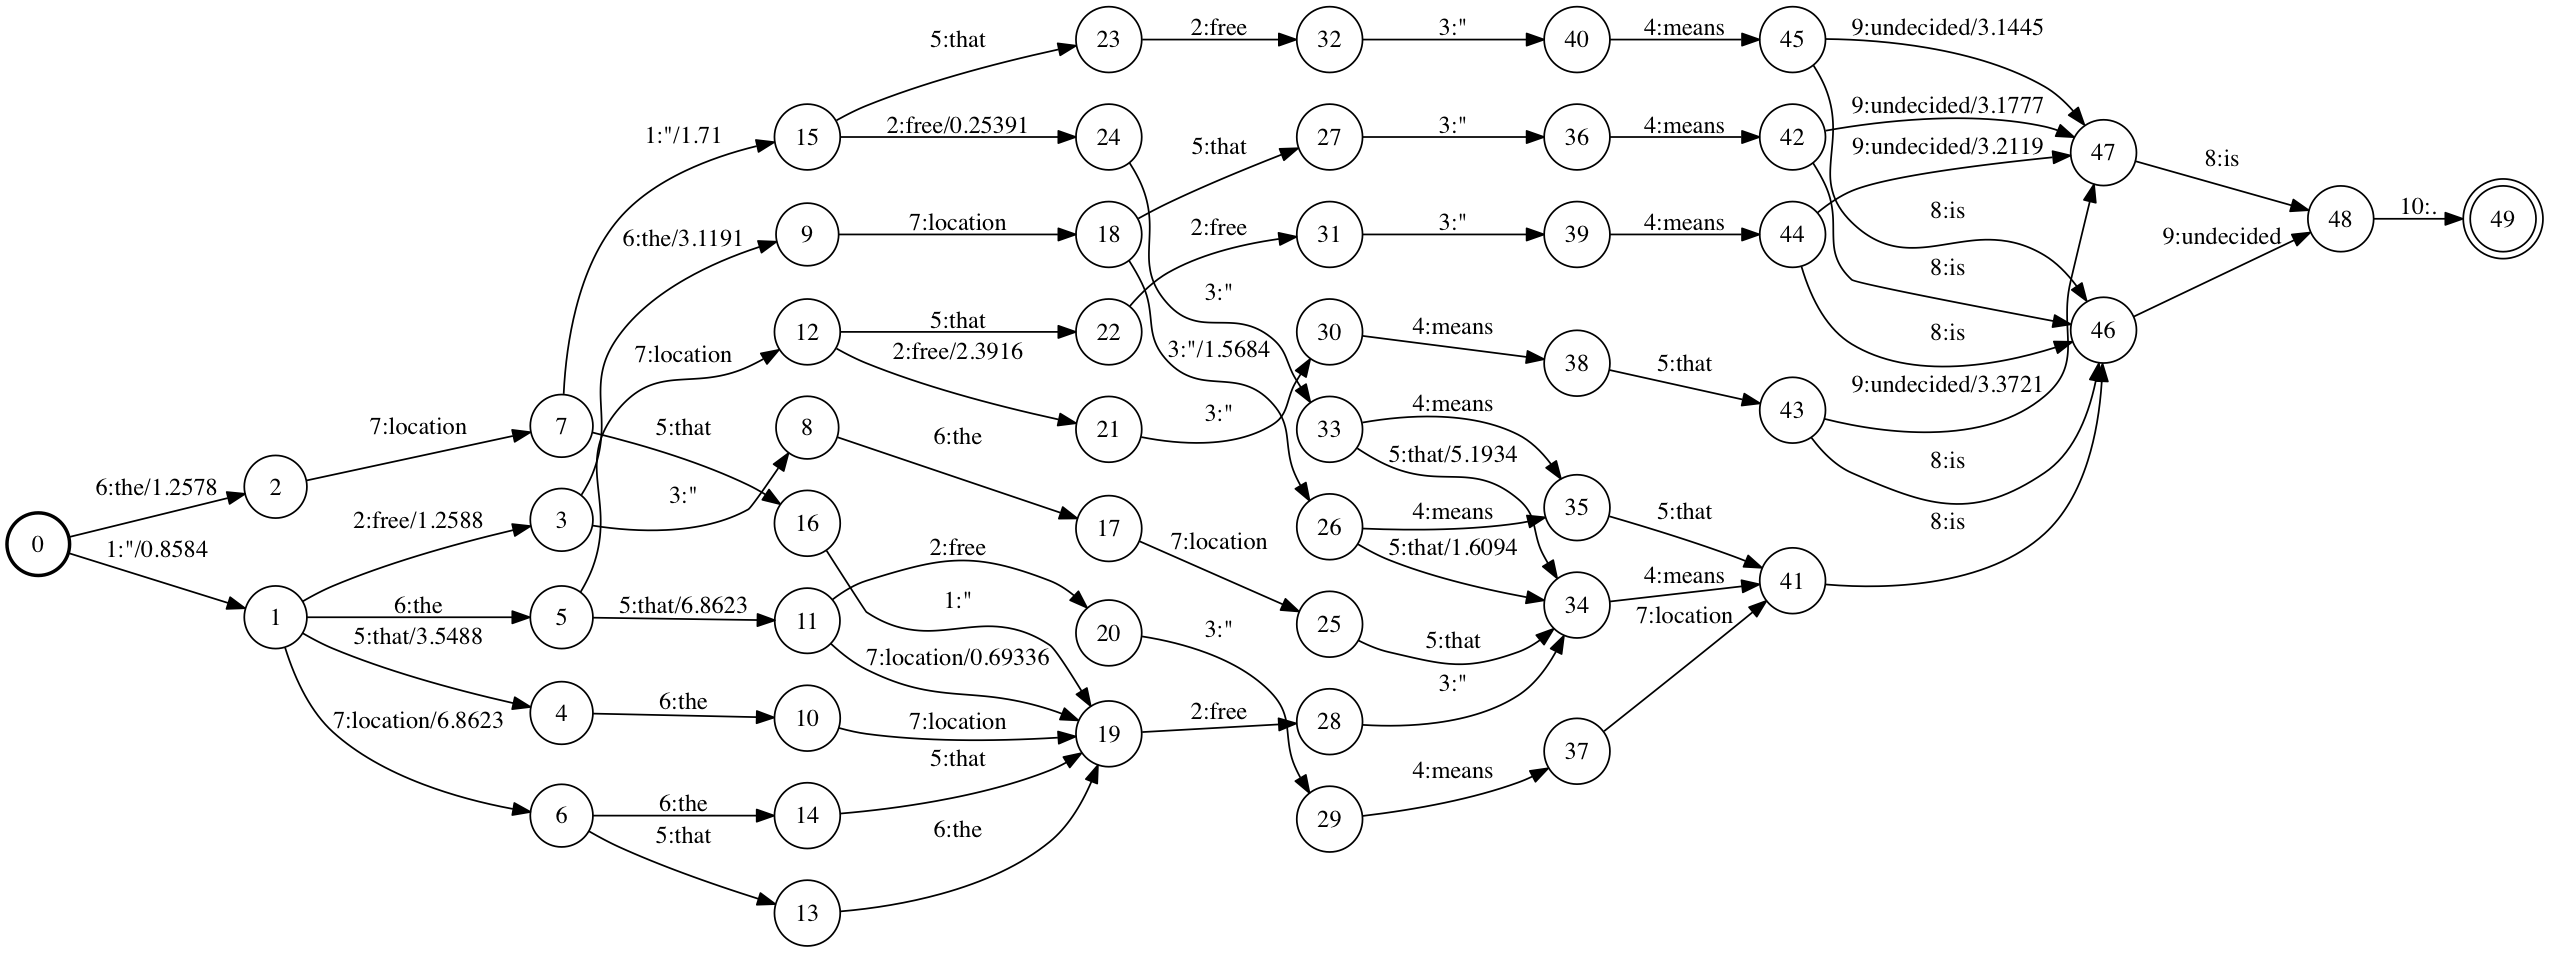 0
6:the/1.2578
1:"/0.8584
2
7:location
1
2:free/1.2588
6:the
5:that/3.5488
7:location/6.8623
7
1:"/1.71
5:that
3
6:the/3.1191
3:"
5
7:location
5:that/6.8623
4
6:the
6
6:the
5:that
15
5:that
2:free/0.25391
9
7:location
12
5:that
2:free/2.3916
8
6:the
16
1:"
11
2:free
7:location/0.69336
10
7:location
14
5:that
13
6:the
23
2:free
24
3:"
18
5:that
3:"/1.5684
22
2:free
21
3:"
17
7:location
20
3:"
19
2:free
32
3:"
27
3:"
31
3:"
30
4:means
33
4:means
5:that/5.1934
26
4:means
5:that/1.6094
25
5:that
28
3:"
29
4:means
40
4:means
36
4:means
39
4:means
38
5:that
35
5:that
34
4:means
37
7:location
45
9:undecided/3.1445
8:is
42
9:undecided/3.1777
8:is
44
9:undecided/3.2119
8:is
43
9:undecided/3.3721
8:is
41
8:is
47
8:is
46
9:undecided
48
10:.
49